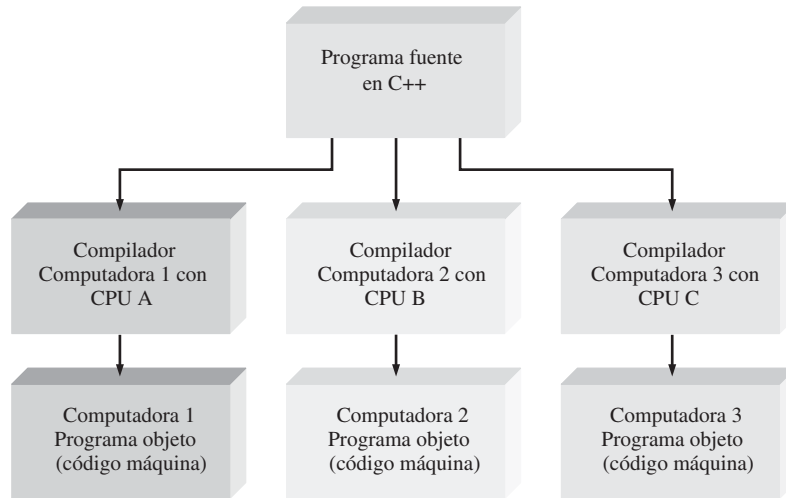 Programa fuente
en C++
Compilador
Computadora 1 con
CPU A
Compilador
Computadora 2 con
CPU B
Compilador
Computadora 3 con
CPU C
Computadora 1
Programa objeto
(código máquina)
Computadora 2
Programa objeto
(código máquina)
Computadora 3
Programa objeto
(código máquina)